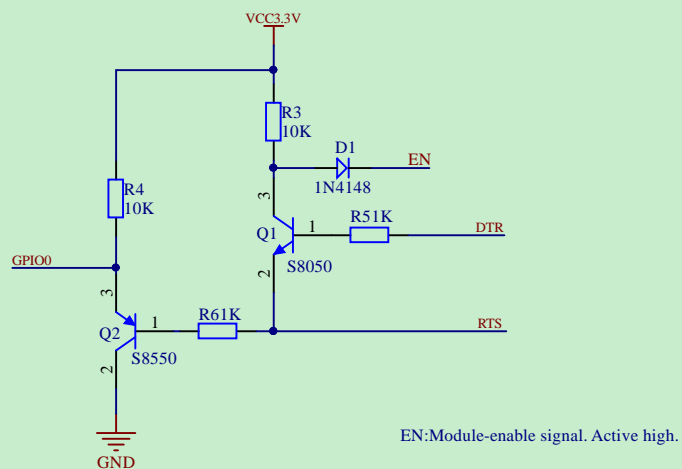 VCC3.3V
R3
10K
D1
EN
1N4148
R4
10K
3
Q1
1
R51K
DTR
S8050
2
GPIO0
3
Q2
1
R61K
RTS
S8550
2
GND
EN:Module-enable signal. Active high.